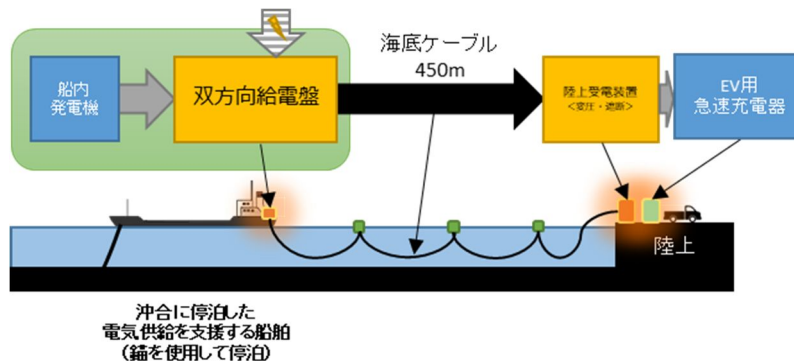 海底ケーブル
450m
船内
発電機
双方向給電盤
陸上受電装置
<変圧・遮断>
EV用
急速充電器
陸上
沖合に停泊した
電気供給を支援する船舶
(錨を使用して停泊)